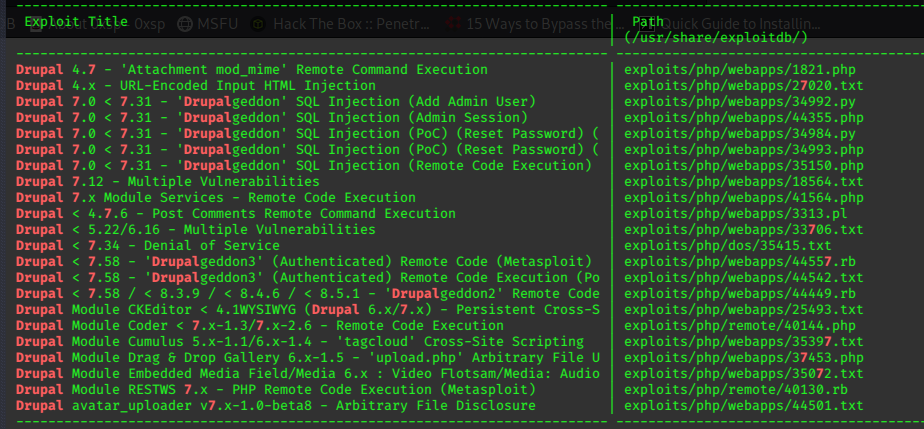 B About 0xsp - 0xsp MSFU Hack The Box :: Penetr... 15 Ways to Bypass the... Quick Guide to Installin...
Exploit Title | Path
| (/usr/share/exploitdb/)
Drupal 4.7 - 'Attachment mod_mime' Remote Command Execution | exploits/php/webapps/1821.php
Drupal 4.x - URL-Encoded Input HTML Injection | exploits/php/webapps/27020.txt
Drupal 7.0 < 7.31 - 'Drupalgeddon' SQL Injection (Add Admin User) | exploits/php/webapps/34992.py
Drupal 7.0 < 7.31 - 'Drupalgeddon' SQL Injection (Admin Session) | exploits/php/webapps/44355.php
Drupal 7.0 < 7.31 - 'Drupalgeddon' SQL Injection (PoC) (Reset Password) ( | exploits/php/webapps/34984.py
Drupal 7.0 < 7.31 - 'Drupalgeddon' SQL Injection (PoC) (Reset Password) ( | exploits/php/webapps/34993.php
Drupal 7.0 < 7.31 - 'Drupalgeddon' SQL Injection (Remote Code Execution) | exploits/php/webapps/35150.php
Drupal 7.12 - Multiple Vulnerabilities | exploits/php/webapps/18564.txt
Drupal 7.x Module Services - Remote Code Execution | exploits/php/webapps/41564.php
Drupal < 4.7.6 - Post Comments Remote Command Execution | exploits/php/webapps/3313.pl
Drupal < 5.22/6.16 - Multiple Vulnerabilities | exploits/php/webapps/33706.txt
Drupal < 7.34 - Denial of Service | exploits/php/dos/35415.txt
Drupal < 7.58 - 'Drupalgeddon3' (Authenticated) Remote Code (Metasploit) | exploits/php/webapps/44557.rb
Drupal < 7.58 - 'Drupalgeddon3' (Authenticated) Remote Code Execution (Po | exploits/php/webapps/44542.txt
Drupal < 7.58 / < 8.3.9 / < 8.4.6 / < 8.5.1 - 'Drupalgeddon2' Remote Code | exploits/php/webapps/44449.rb
Drupal Module CKEditor < 4.1WYSIWYG (Drupal 6.x/7.x) - Persistent Cross-S | exploits/php/webapps/25493.txt
Drupal Module Coder < 7.x-1.3/7.x-2.6 - Remote Code Execution | exploits/php/remote/40144.php
Drupal Module Cumulus 5.x-1.1/6.x-1.4 - 'tagcloud' Cross-Site Scripting | exploits/php/webapps/35397.txt
Drupal Module Drag & Drop Gallery 6.x-1.5 - 'upload.php' Arbitrary File U | exploits/php/webapps/37453.php
Drupal Module Embedded Media Field/Media 6.x : Video Flotsam/Media: Audio | exploits/php/webapps/35072.txt
Drupal Module RESTWS 7.x - PHP Remote Code Execution (Metasploit) | exploits/php/remote/40130.rb
Drupal avatar_uploader v7.x-1.0-beta8 - Arbitrary File Disclosure | exploits/php/webapps/44501.txt